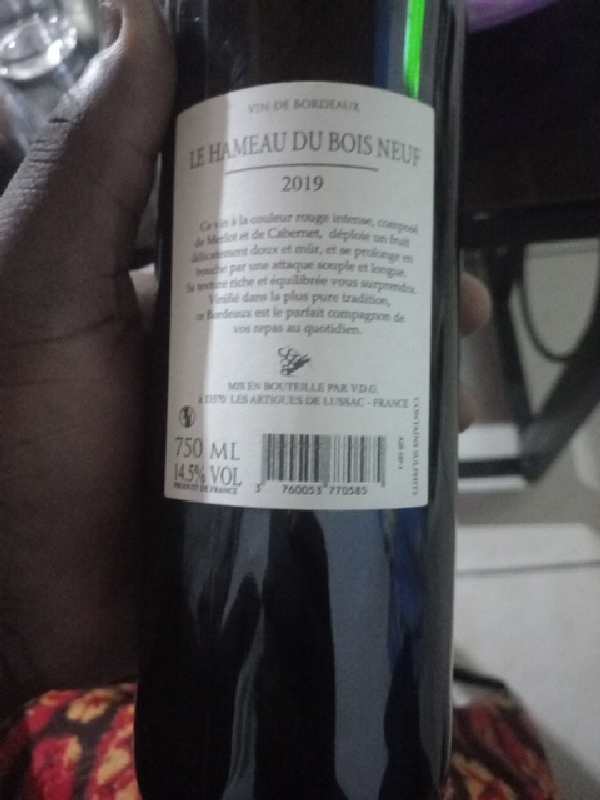 VIN DE BORDEAUX
LE HAMEAU DU BOIS NEUF
2019
Ce vin à la couleur rouge intense, composé
de Merlot et de Cabernet, déploie un fruit
délicatement doux et mûr, et se prolonge en
bouche par une attaque souple et longue.
Sa texture riche et équilibrée vous surprendra.
Vinifié dans la plus pure tradition,
ce Bordeaux est le parfait compagnon de
vos repas au quotidien.
MIS EN BOUTEILLE PAR V.D.G.
À 33570 LES ARTIGUES DE LUSSAC - FRANCE
750 ML
14.5% VOL
PRODUIT DE FRANCE
3 760053 770585
CONTAINS SULPHITES